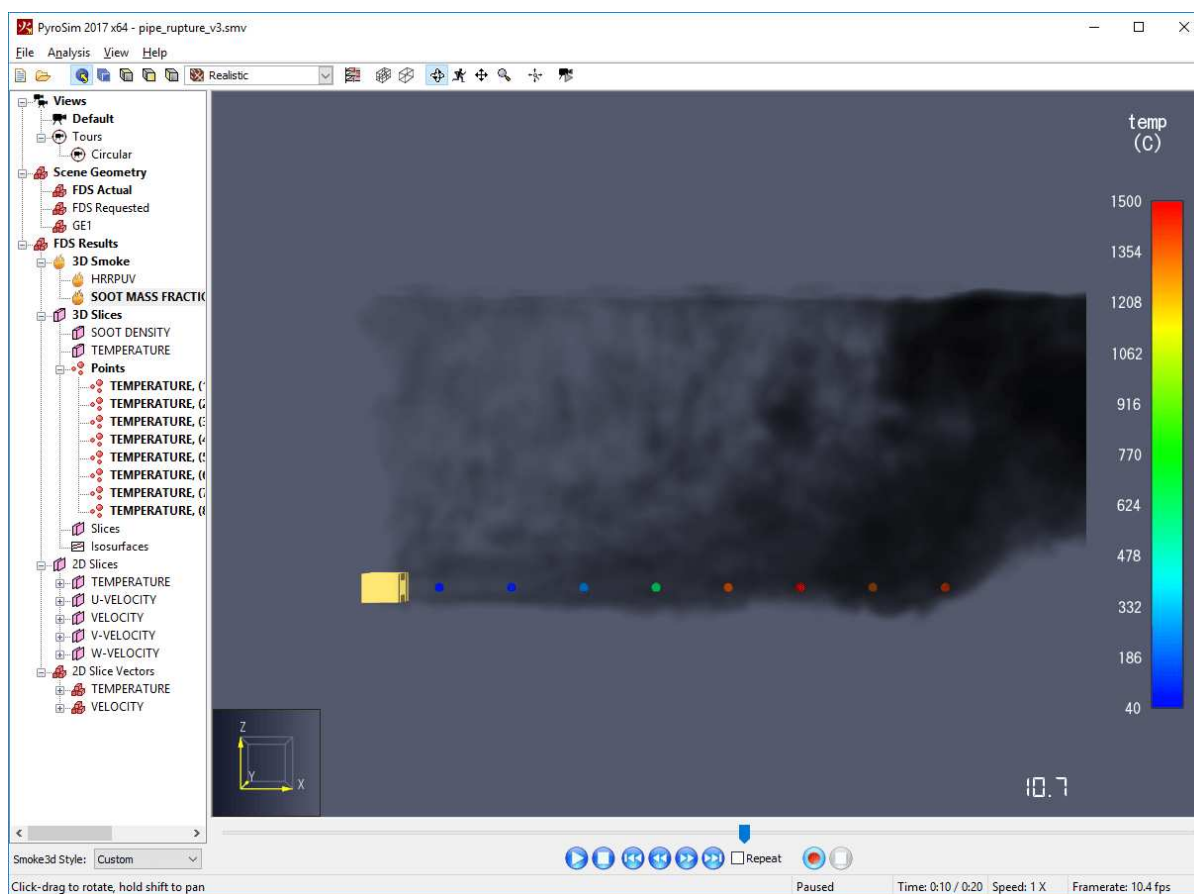 PyroSim 2017 x64 - pipe_rupture_v3.smv
File Analysis View Help
Realistic
Views
Default
Tours
Circular
Scene Geometry
FDS Actual
FDS Requested
GE1
FDS Results
3D Smoke
HRRPUV
SOOT MASS FRACTIO
3D Slices
SOOT DENSITY
TEMPERATURE
Points
TEMPERATURE, (1
TEMPERATURE, (2
TEMPERATURE, (3
TEMPERATURE, (4
TEMPERATURE, (5
TEMPERATURE, (6
TEMPERATURE, (7
TEMPERATURE, (8
Slices
Isosurfaces
2D Slices
TEMPERATURE
U-VELOCITY
VELOCITY
V-VELOCITY
W-VELOCITY
2D Slice Vectors
TEMPERATURE
VELOCITY
temp
(C)
1500
1354
1208
1062
916
770
624
478
332
186
40
Z
Y
X
10.7
Smoke3d Style: Custom
Repeat
Click-drag to rotate, hold shift to pan
Paused
Time: 0:10 / 0:20
Speed: 1 X
Framerate: 10.4 fps